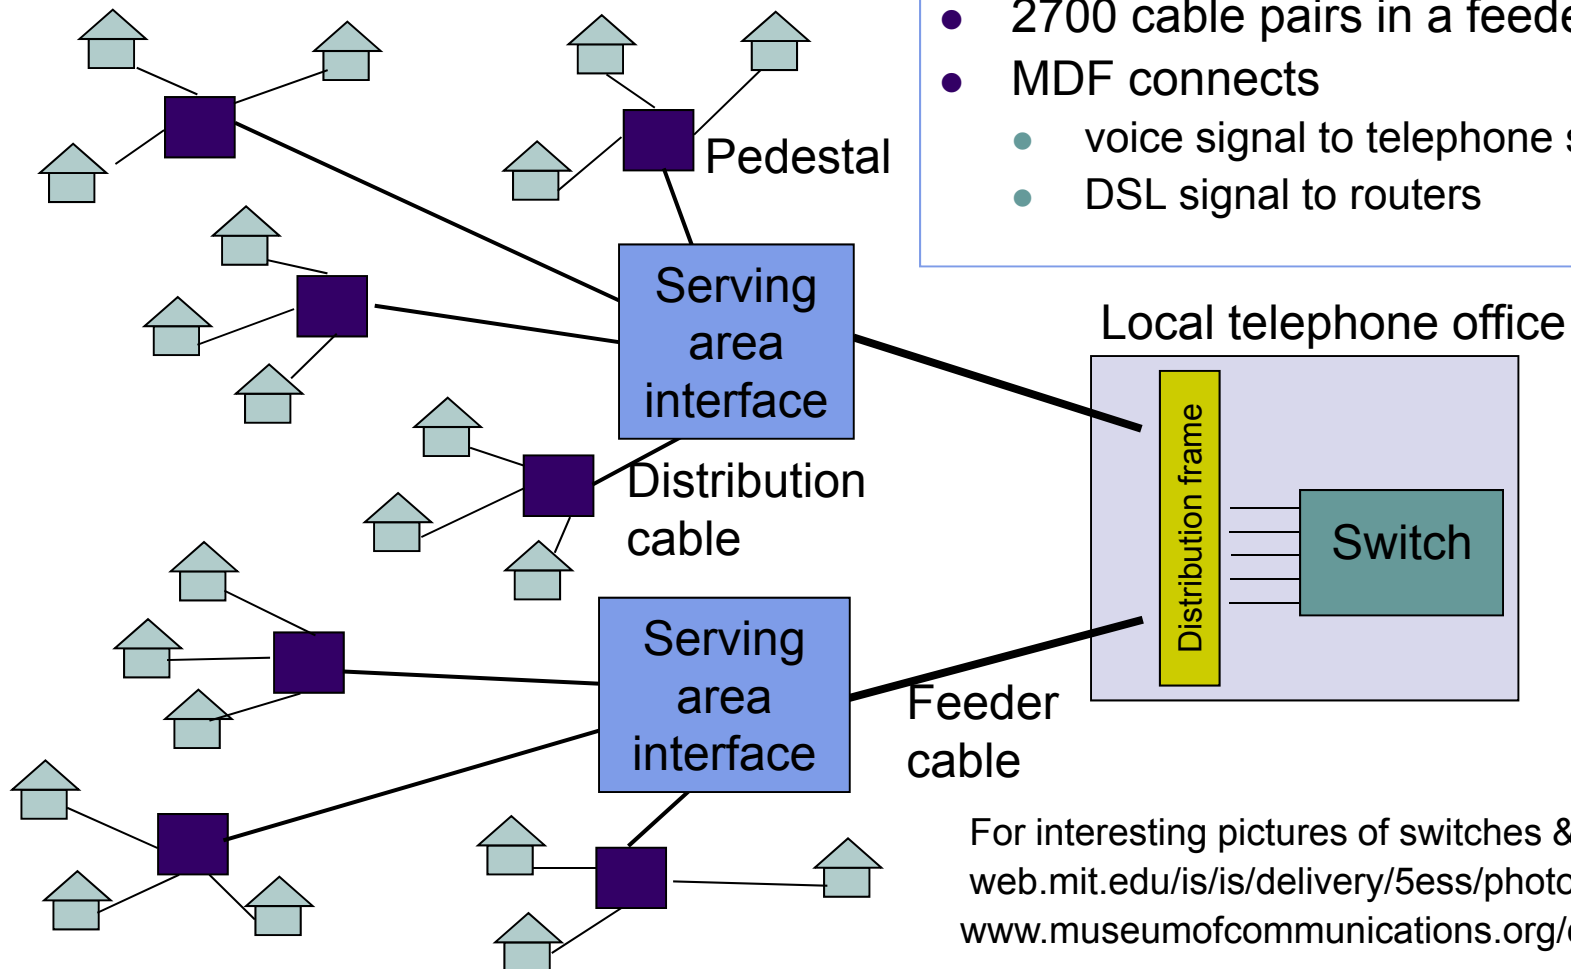 2700 cable pairs in a feede
MDF connects
voice signal to telephone s
DSL signal to routers
Pedestal
Serving
area
interface
Local telephone office
Distribution frame
Switch
Distribution
cable
Serving
area
interface
Feeder
cable
For interesting pictures of switches &
web.mit.edu/is/is/delivery/5ess/photo
www.museumofcommunications.org/